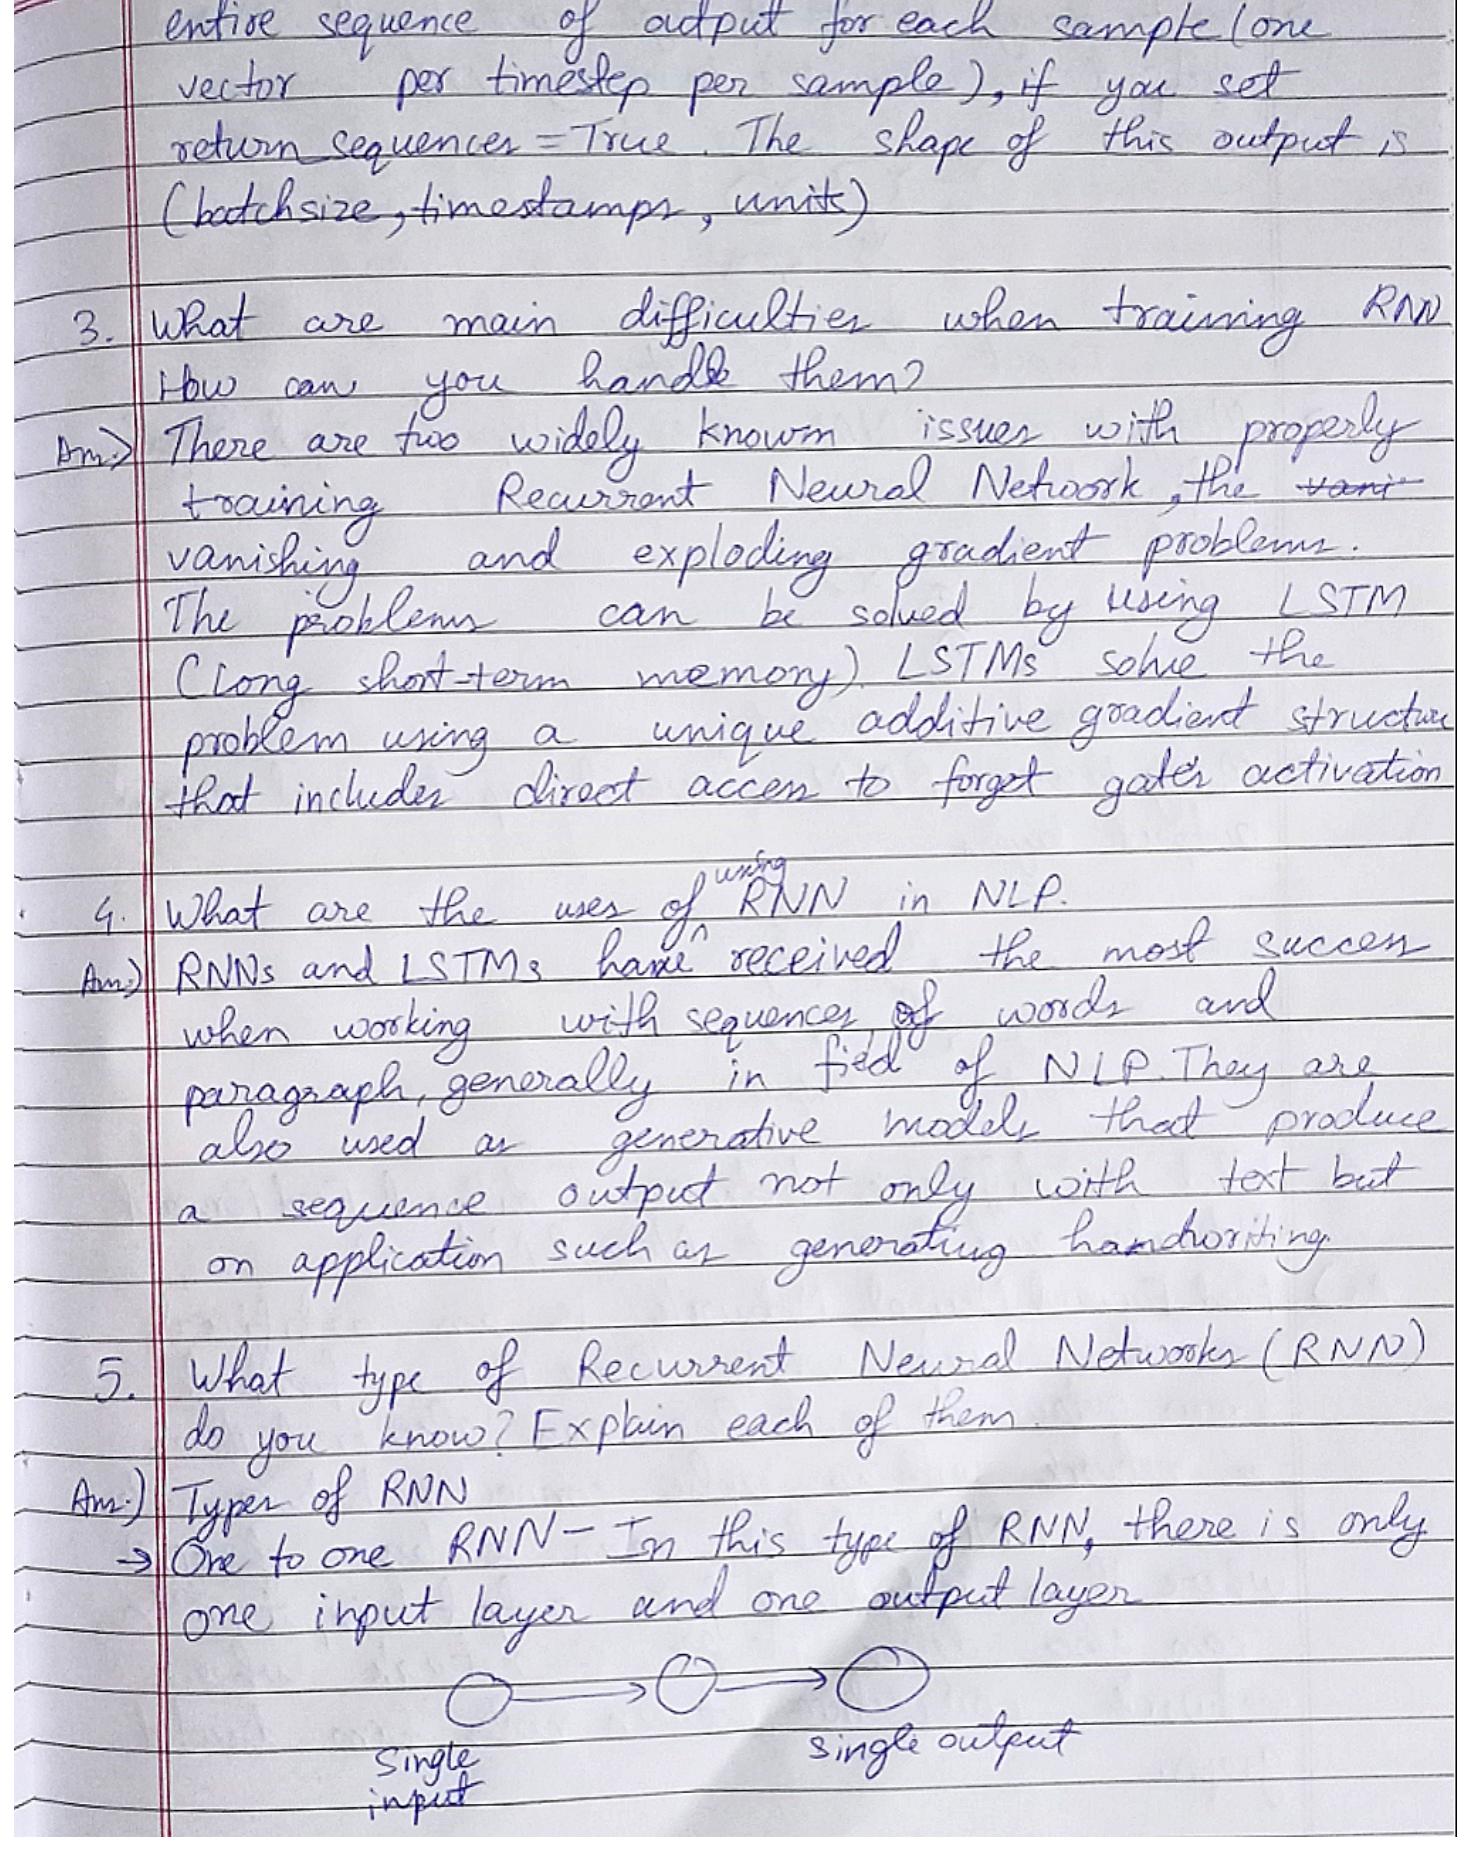 entire sequence of output for each sample (one
vector per timestep per sample), if you set
return_sequences = True. The shape of this output is
(batchsize, timestamps, units)
3. What are main difficulties when training RNN
How can you handle them?
Ans:) There are two widely known issues with properly
training Recurrent Neural Network, the vani
vanishing and exploding gradient problems.
The problems can be solved by using LSTM
(Long short-term memory). LSTMs solve the
problem using a unique additive gradient structure
that includes direct access to forget gate's activation
4. What are the uses of using RNN in NLP.
Ans:) RNNs and LSTMs have received the most success
when working with sequences of words and
paragraph, generally in field of NLP. They are
also used as generative models that produce
a sequence output not only with text but
on application such as generating handwriting.
5. What type of Recurrent Neural Networks (RNN)
do you know? Explain each of them.
Ans:) Types of RNN
→ One to one RNN - In this type of RNN, there is only
one input layer and one output layer
Single input
single output